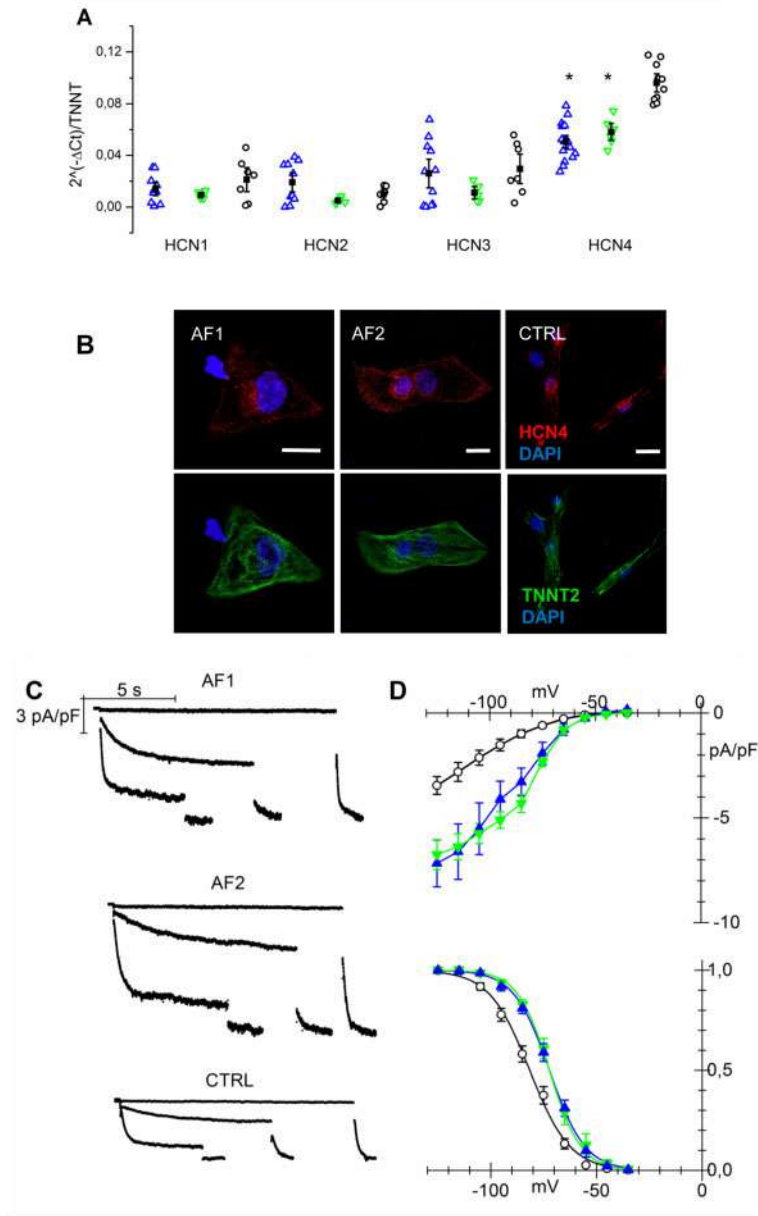 A
2^(-ΔCt)/TNNT
0,12
0,08
0,04
0,00
* *
HCN1 HCN2 HCN3 HCN4
B
AF1 AF2 CTRL
HCN4
DAPI
TNNT2
DAPI
C
5 s
3 pA/pF
AF1
AF2
CTRL
D
mV
-100 -50 0
0
pA/pF
-5
-10
1,0
0,5
0,0
-100 mV -50 0